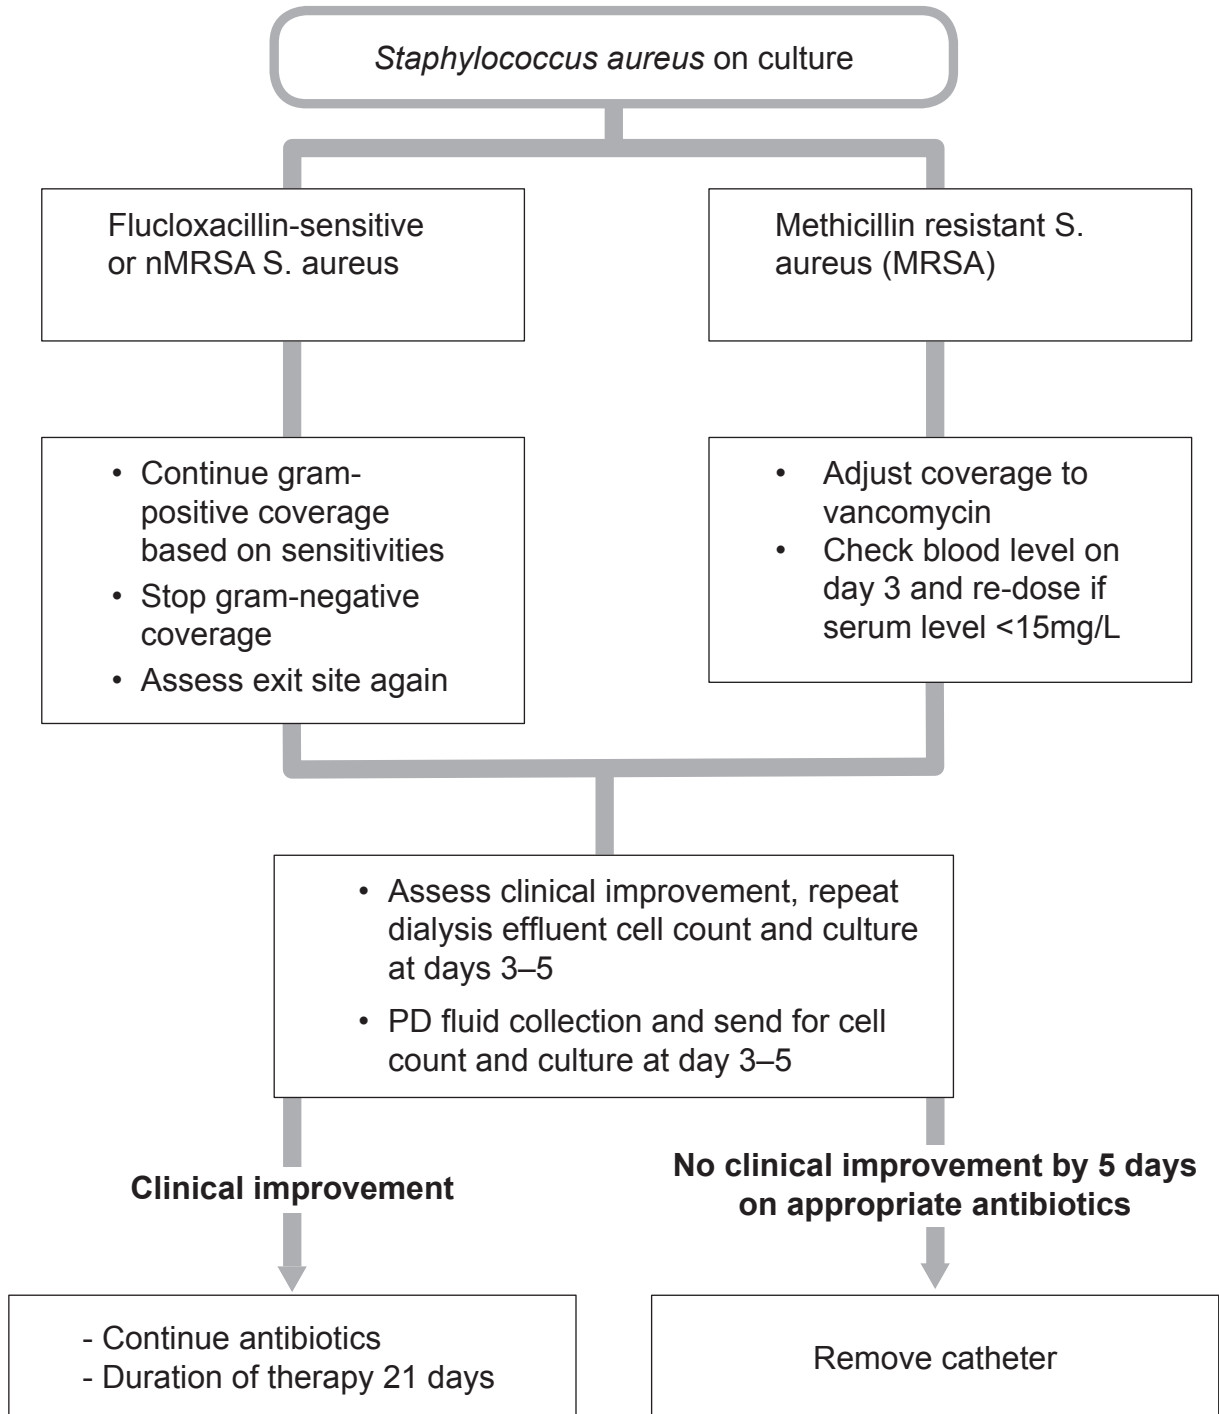 Staphylococcus aureus on culture
Flucloxacillin-sensitive
or nMRSA S. aureus
Methicillin resistant S.
aureus (MRSA)
• Continue gram-
positive coverage
based on sensitivities
• Stop gram-negative
coverage
• Assess exit site again
• Adjust coverage to
vancomycin
• Check blood level on
day 3 and re-dose if
serum level <15mg/L
• Assess clinical improvement, repeat
dialysis effluent cell count and culture
at days 3–5
• PD fluid collection and send for cell
count and culture at day 3–5
Clinical improvement
No clinical improvement by 5 days
on appropriate antibiotics
- Continue antibiotics
- Duration of therapy 21 days
Remove catheter